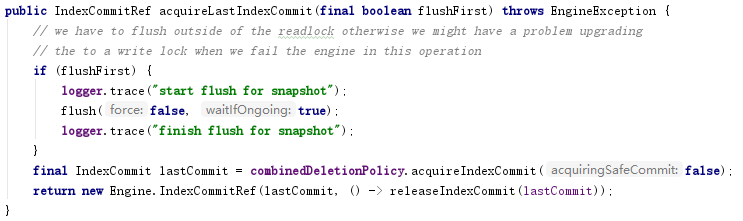 public IndexCommitRef acquireLastIndexCommit(final boolean flushFirst) throws EngineException {
// we have to flush outside of the readlock otherwise we might have a problem upgrading
// the to a write lock when we fail the engine in this operation
if (flushFirst) {
logger.trace("start flush for snapshot");
flush( force: false, waitIfOngoing: true);
logger.trace("finish flush for snapshot");
}
final IndexCommit lastCommit = combinedDeletionPolicy.acquireIndexCommit( acquiringSafeCommit: false);
return new Engine.IndexCommitRef(lastCommit, () -> releaseIndexCommit(lastCommit));
}